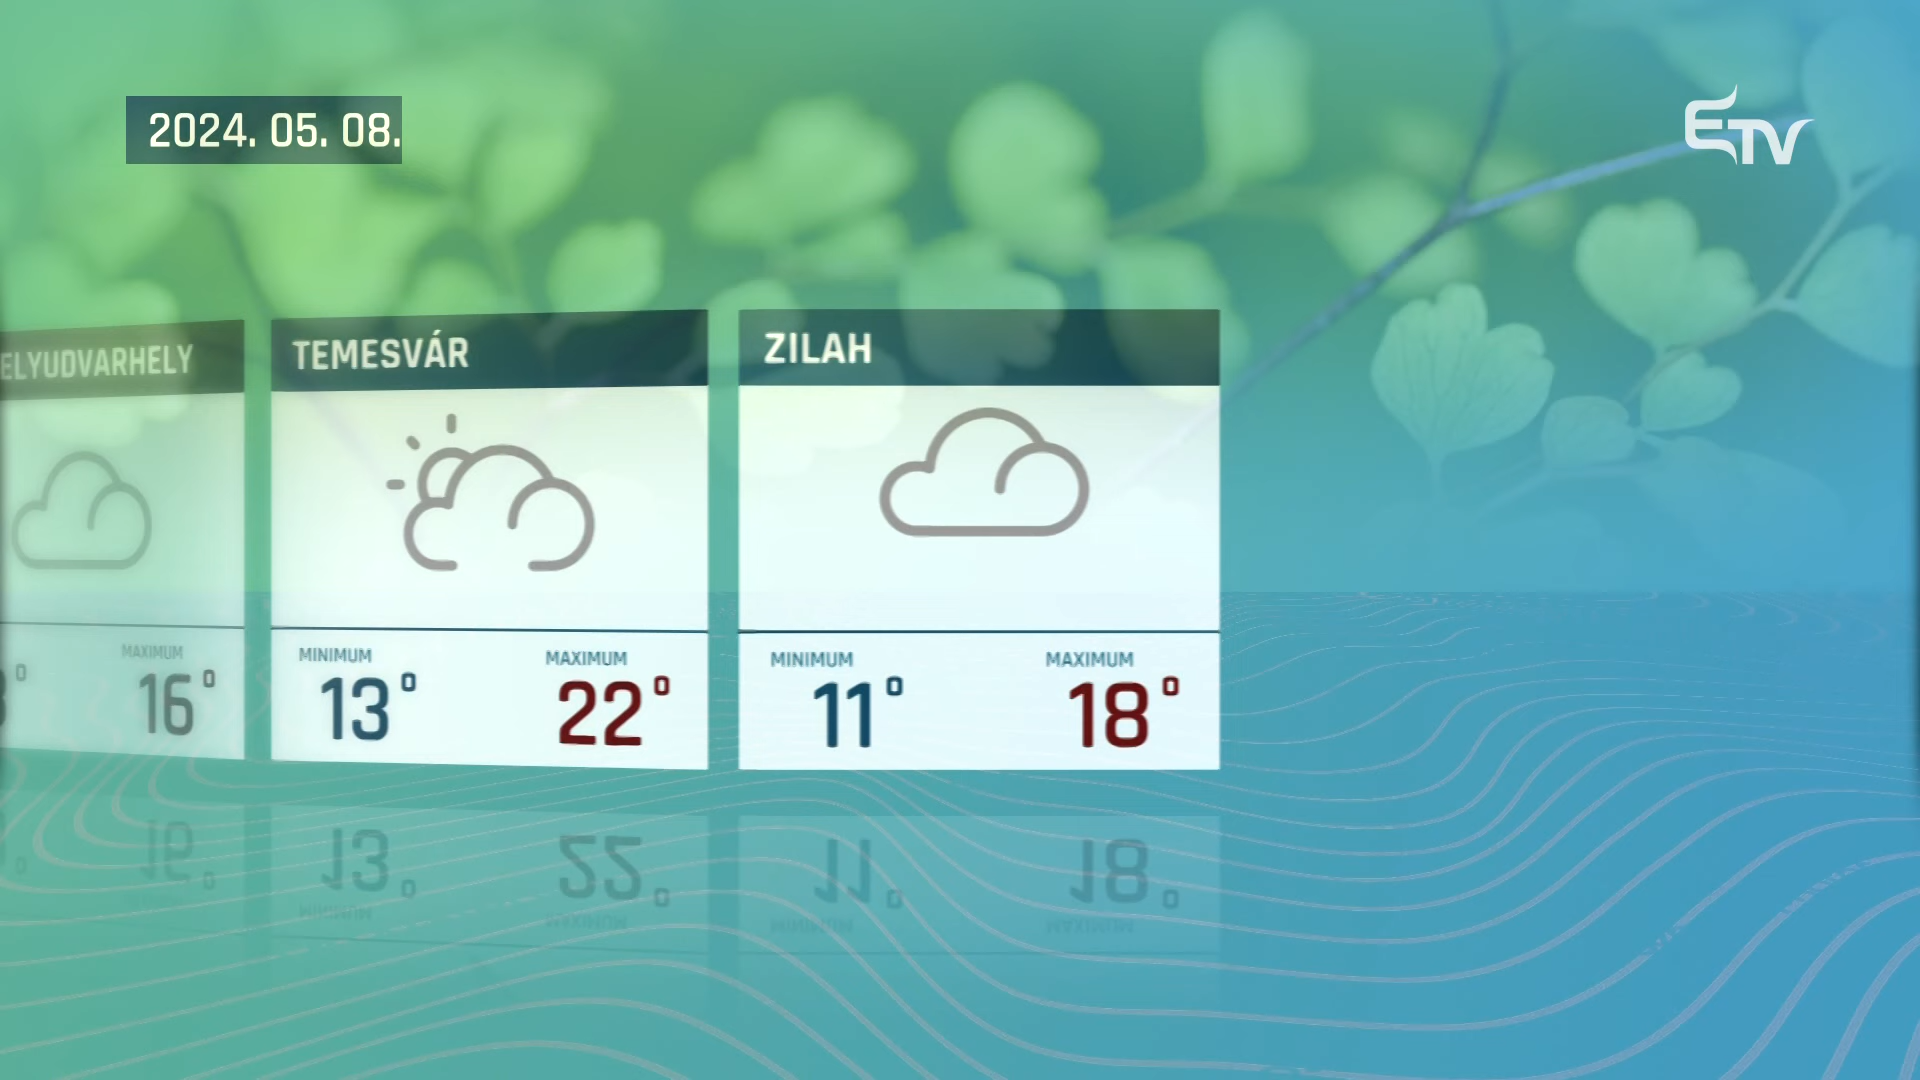 2024. 05. 08.
ETV
ELYUDVARHELY
TEMESVÁR
ZILAH
MAXIMUM
16°
MINIMUM
13°
MAXIMUM
22°
MINIMUM
11°
MAXIMUM
18°